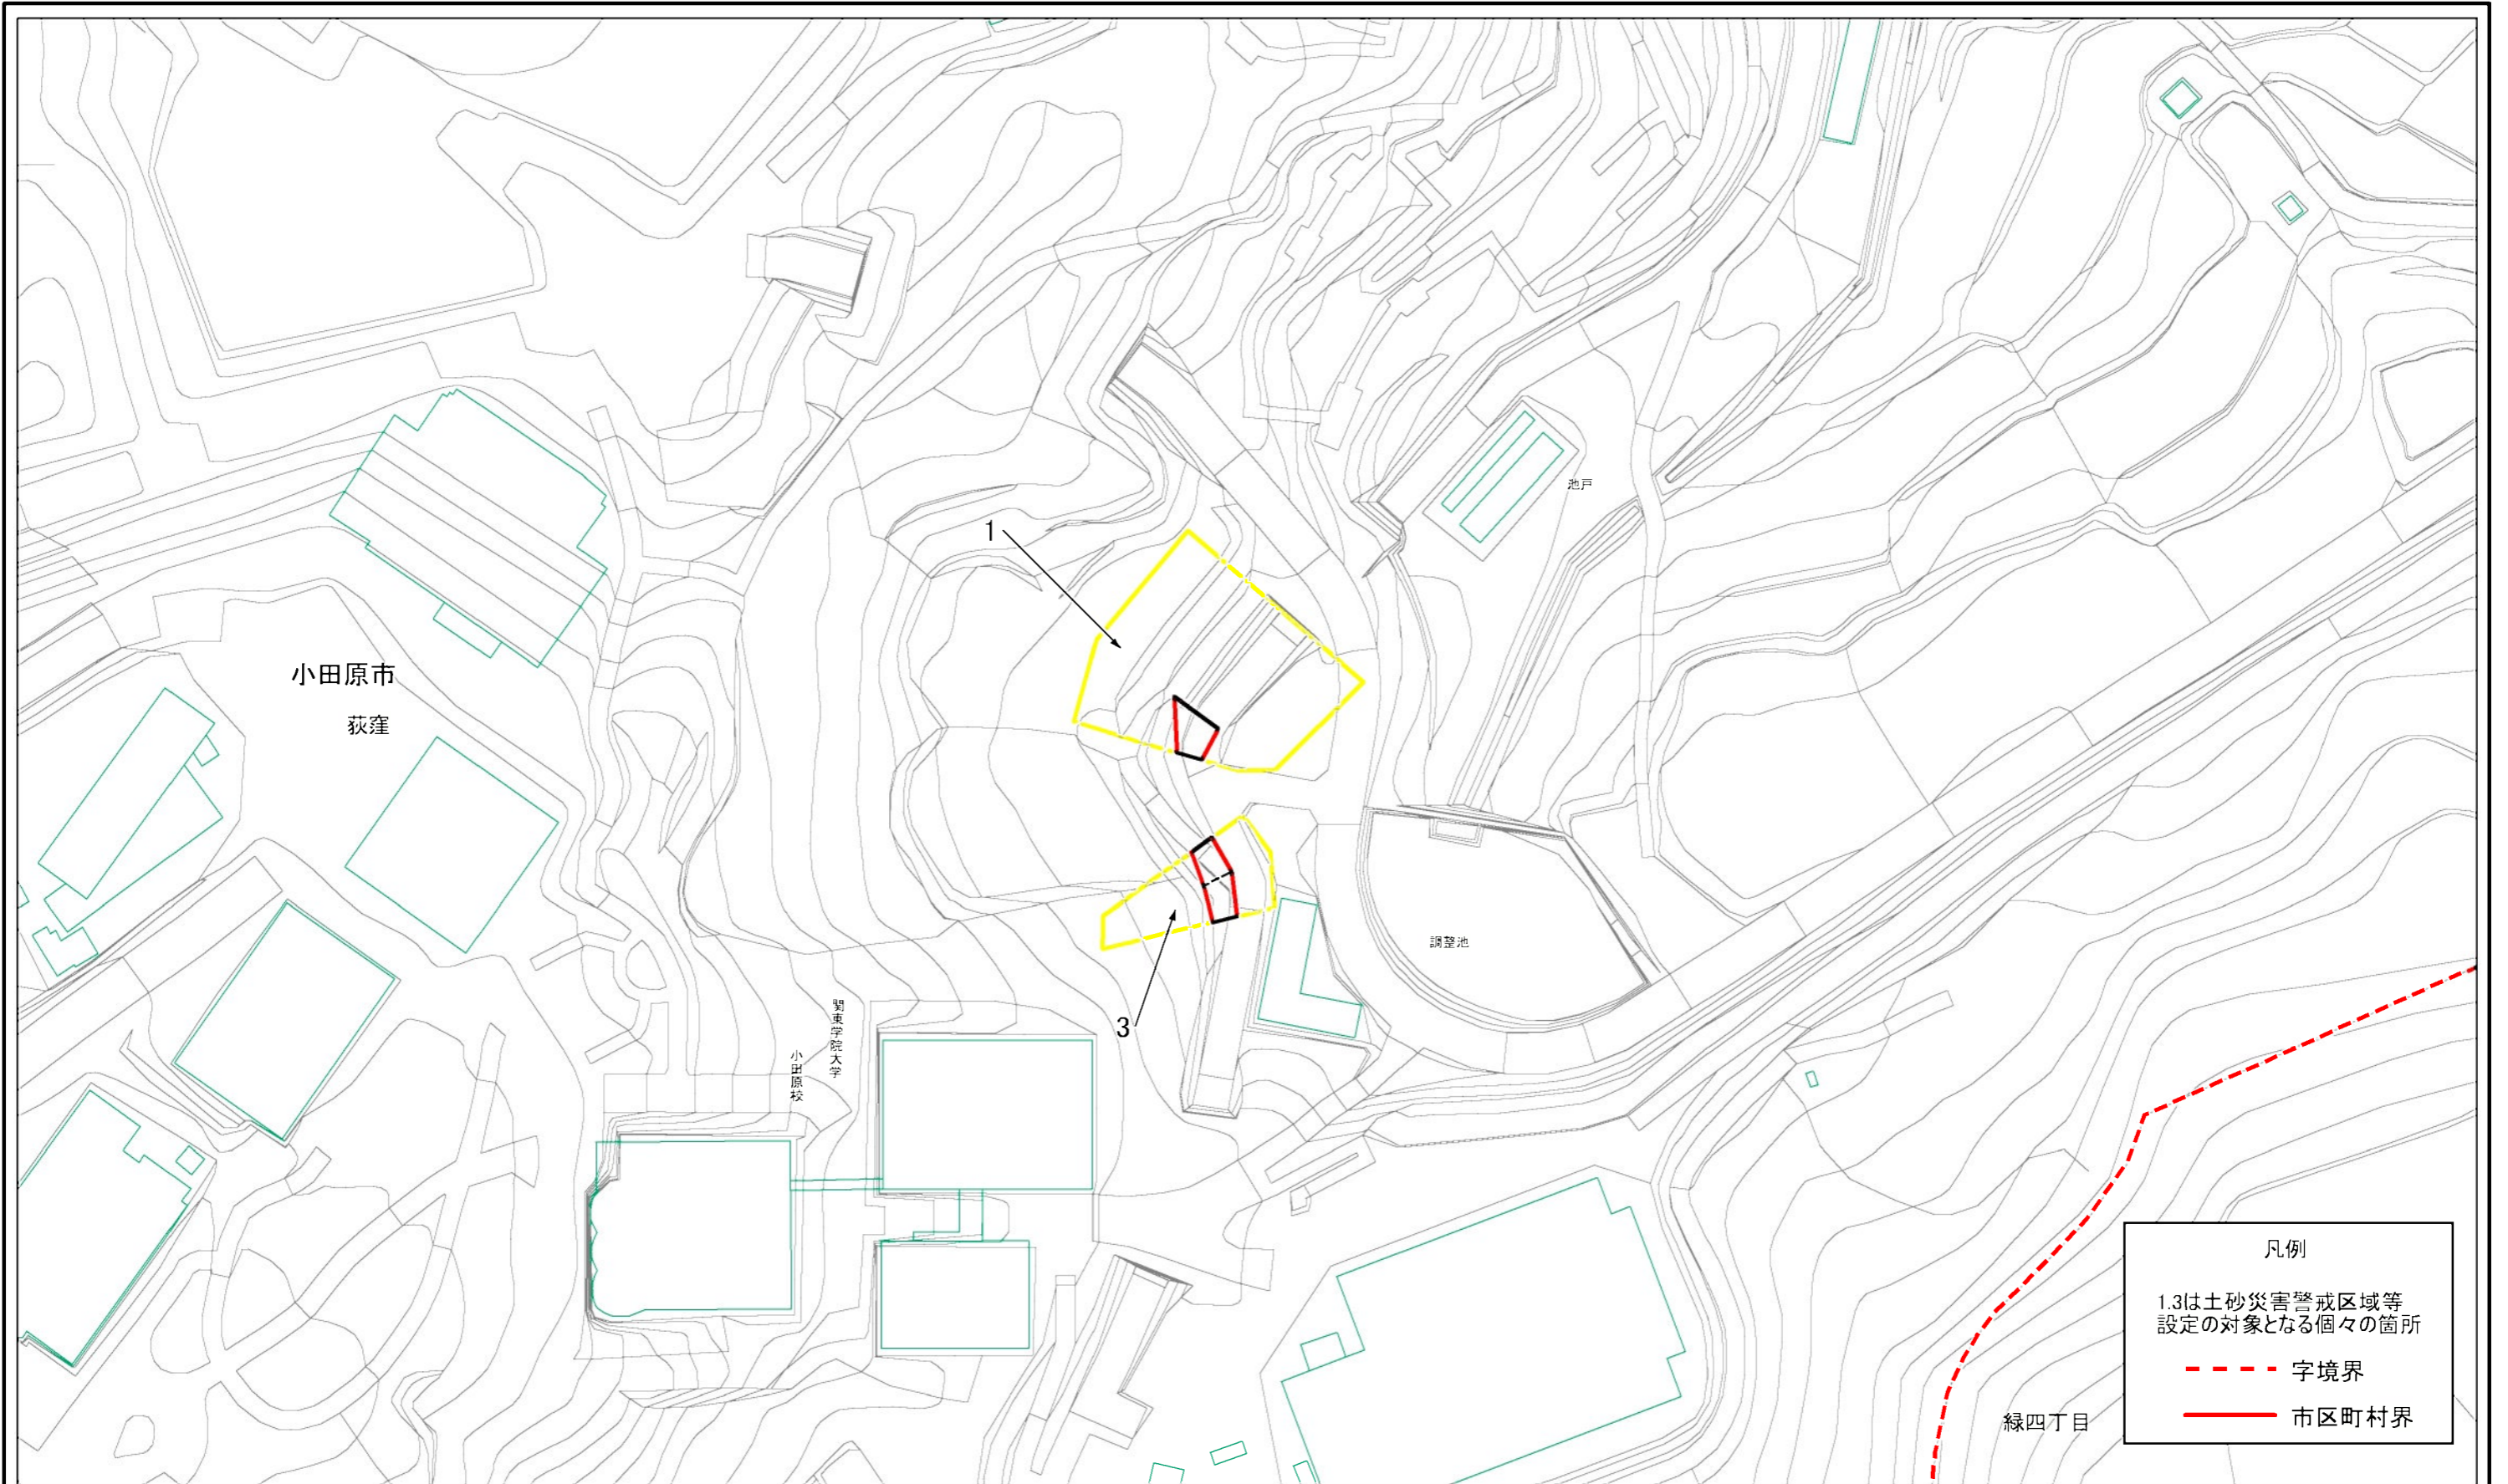 1
池戸
小田原市
荻窪
調整池
関東学院大学
小田原校
3
凡例
1.3は土砂災害警戒区域等
設定の対象となる個々の箇所
字境界
市区町村界
緑四丁目